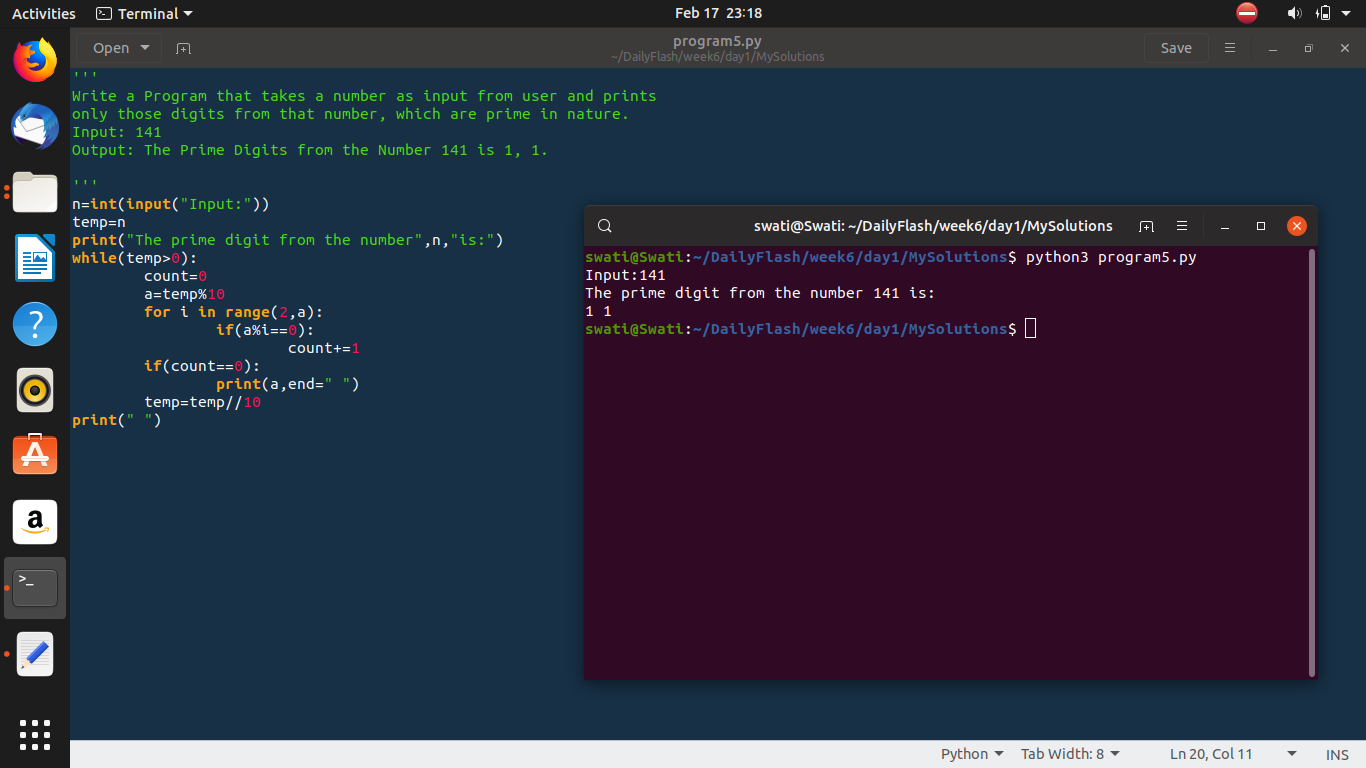 Activities Terminal Feb 17 23:18
Open program5.py Save
~/DailyFlash/week6/day1/MySolutions
'''
Write a Program that takes a number as input from user and prints
only those digits from that number, which are prime in nature.
Input: 141
Output: The Prime Digits from the Number 141 is 1, 1.
'''
n=int(input("Input:"))
temp=n
print("The prime digit from the number",n,"is:")
while(temp>0):
        count=0
        a=temp%10
        for i in range(2,a):
                if(a%i==0):
                        count+=1
        if(count==0):
                print(a,end=" ")
        temp=temp//10
print(" ")
swati@Swati: ~/DailyFlash/week6/day1/MySolutions
swati@Swati:~/DailyFlash/week6/day1/MySolutions$ python3 program5.py
Input:141
The prime digit from the number 141 is:
1 1
swati@Swati:~/DailyFlash/week6/day1/MySolutions$
?
A
a
>_
Python Tab Width: 8 Ln 20, Col 11 INS